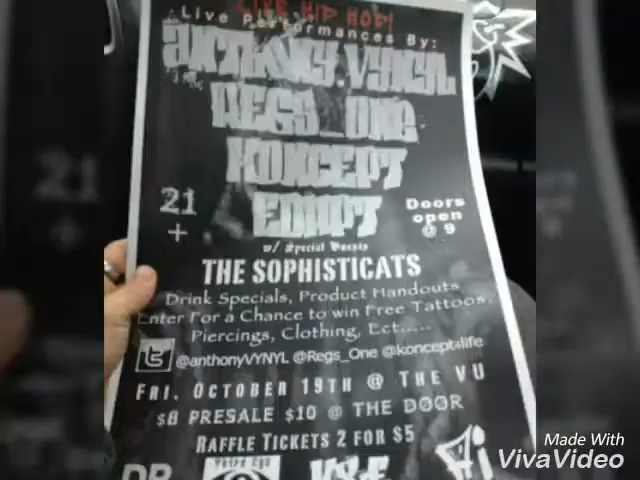 LIVE HIP HOP!
Live Performances By:
ANTHONY.VYNYL
REGS_ONE
KONCEPT
21
+
Doors
open
@ 9
w/ Special Guests
THE SOPHISTICATS
Drink Specials, Product Handouts
Enter For a Chance to win Free Tattoos,
Piercings, Clothing, Ect.....
@anthonyVYNYL @Regs_One @koncept4life
FRI, OCTOBER 19TH @ THE VU
$8 PRESALE $10 @ THE DOOR
RAFFLE TICKETS 2 FOR $5
Made With
VivaVideo